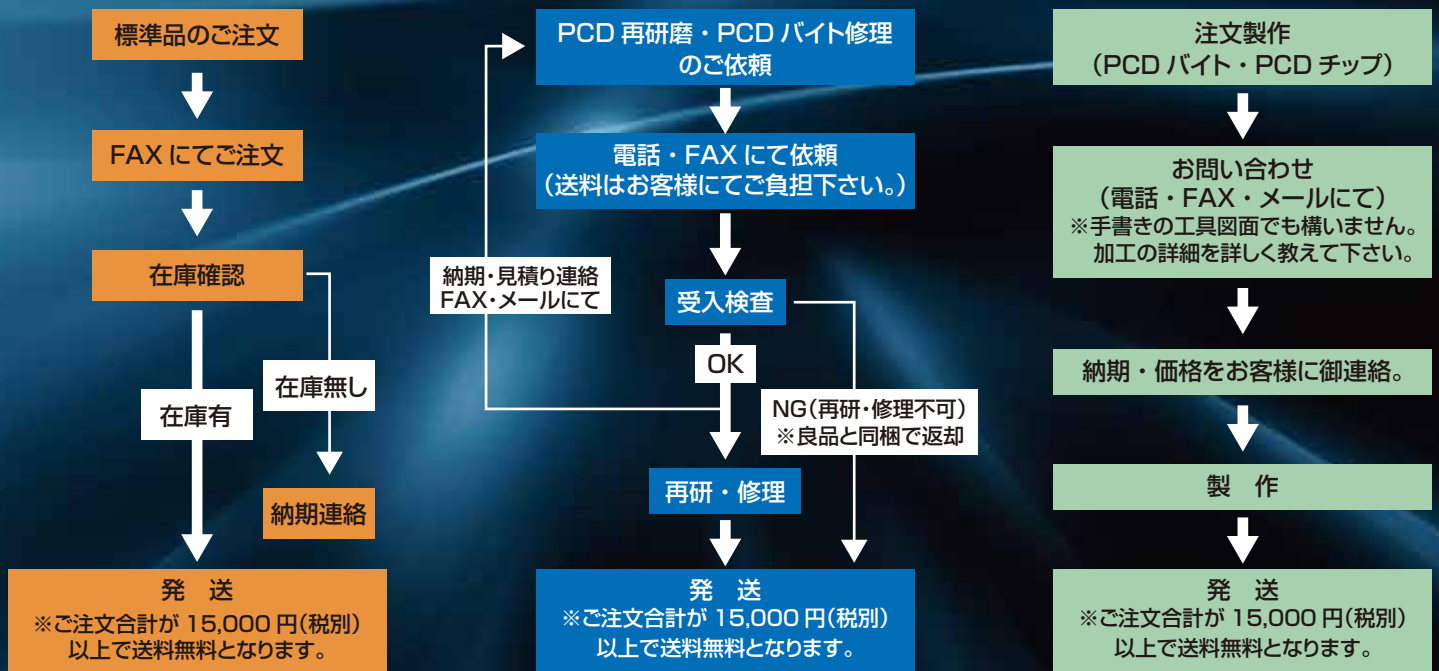 標準品のご注文
FAX にてご注文
在庫確認
在庫無し
在庫有
納期連絡
発　送
※ご注文合計が 15,000 円(税別)
以上で送料無料となります。
PCD 再研磨・PCD バイト修理
のご依頼
電話・FAX にて依頼
(送料はお客様にてご負担下さい。)
納期・見積り連絡
FAX・メールにて
受入検査
OK
NG(再研・修理不可)
※良品と同梱で返却
再研・修理
発　送
※ご注文合計が 15,000 円(税別)
以上で送料無料となります。
注文製作
(PCD バイト・PCD チップ)
お問い合わせ
(電話・FAX・メールにて)
※手書きの工具図面でも構いません。
加工の詳細を詳しく教えて下さい。
納期・価格をお客様に御連絡。
製　作
発　送
※ご注文合計が 15,000 円(税別)
以上で送料無料となります。